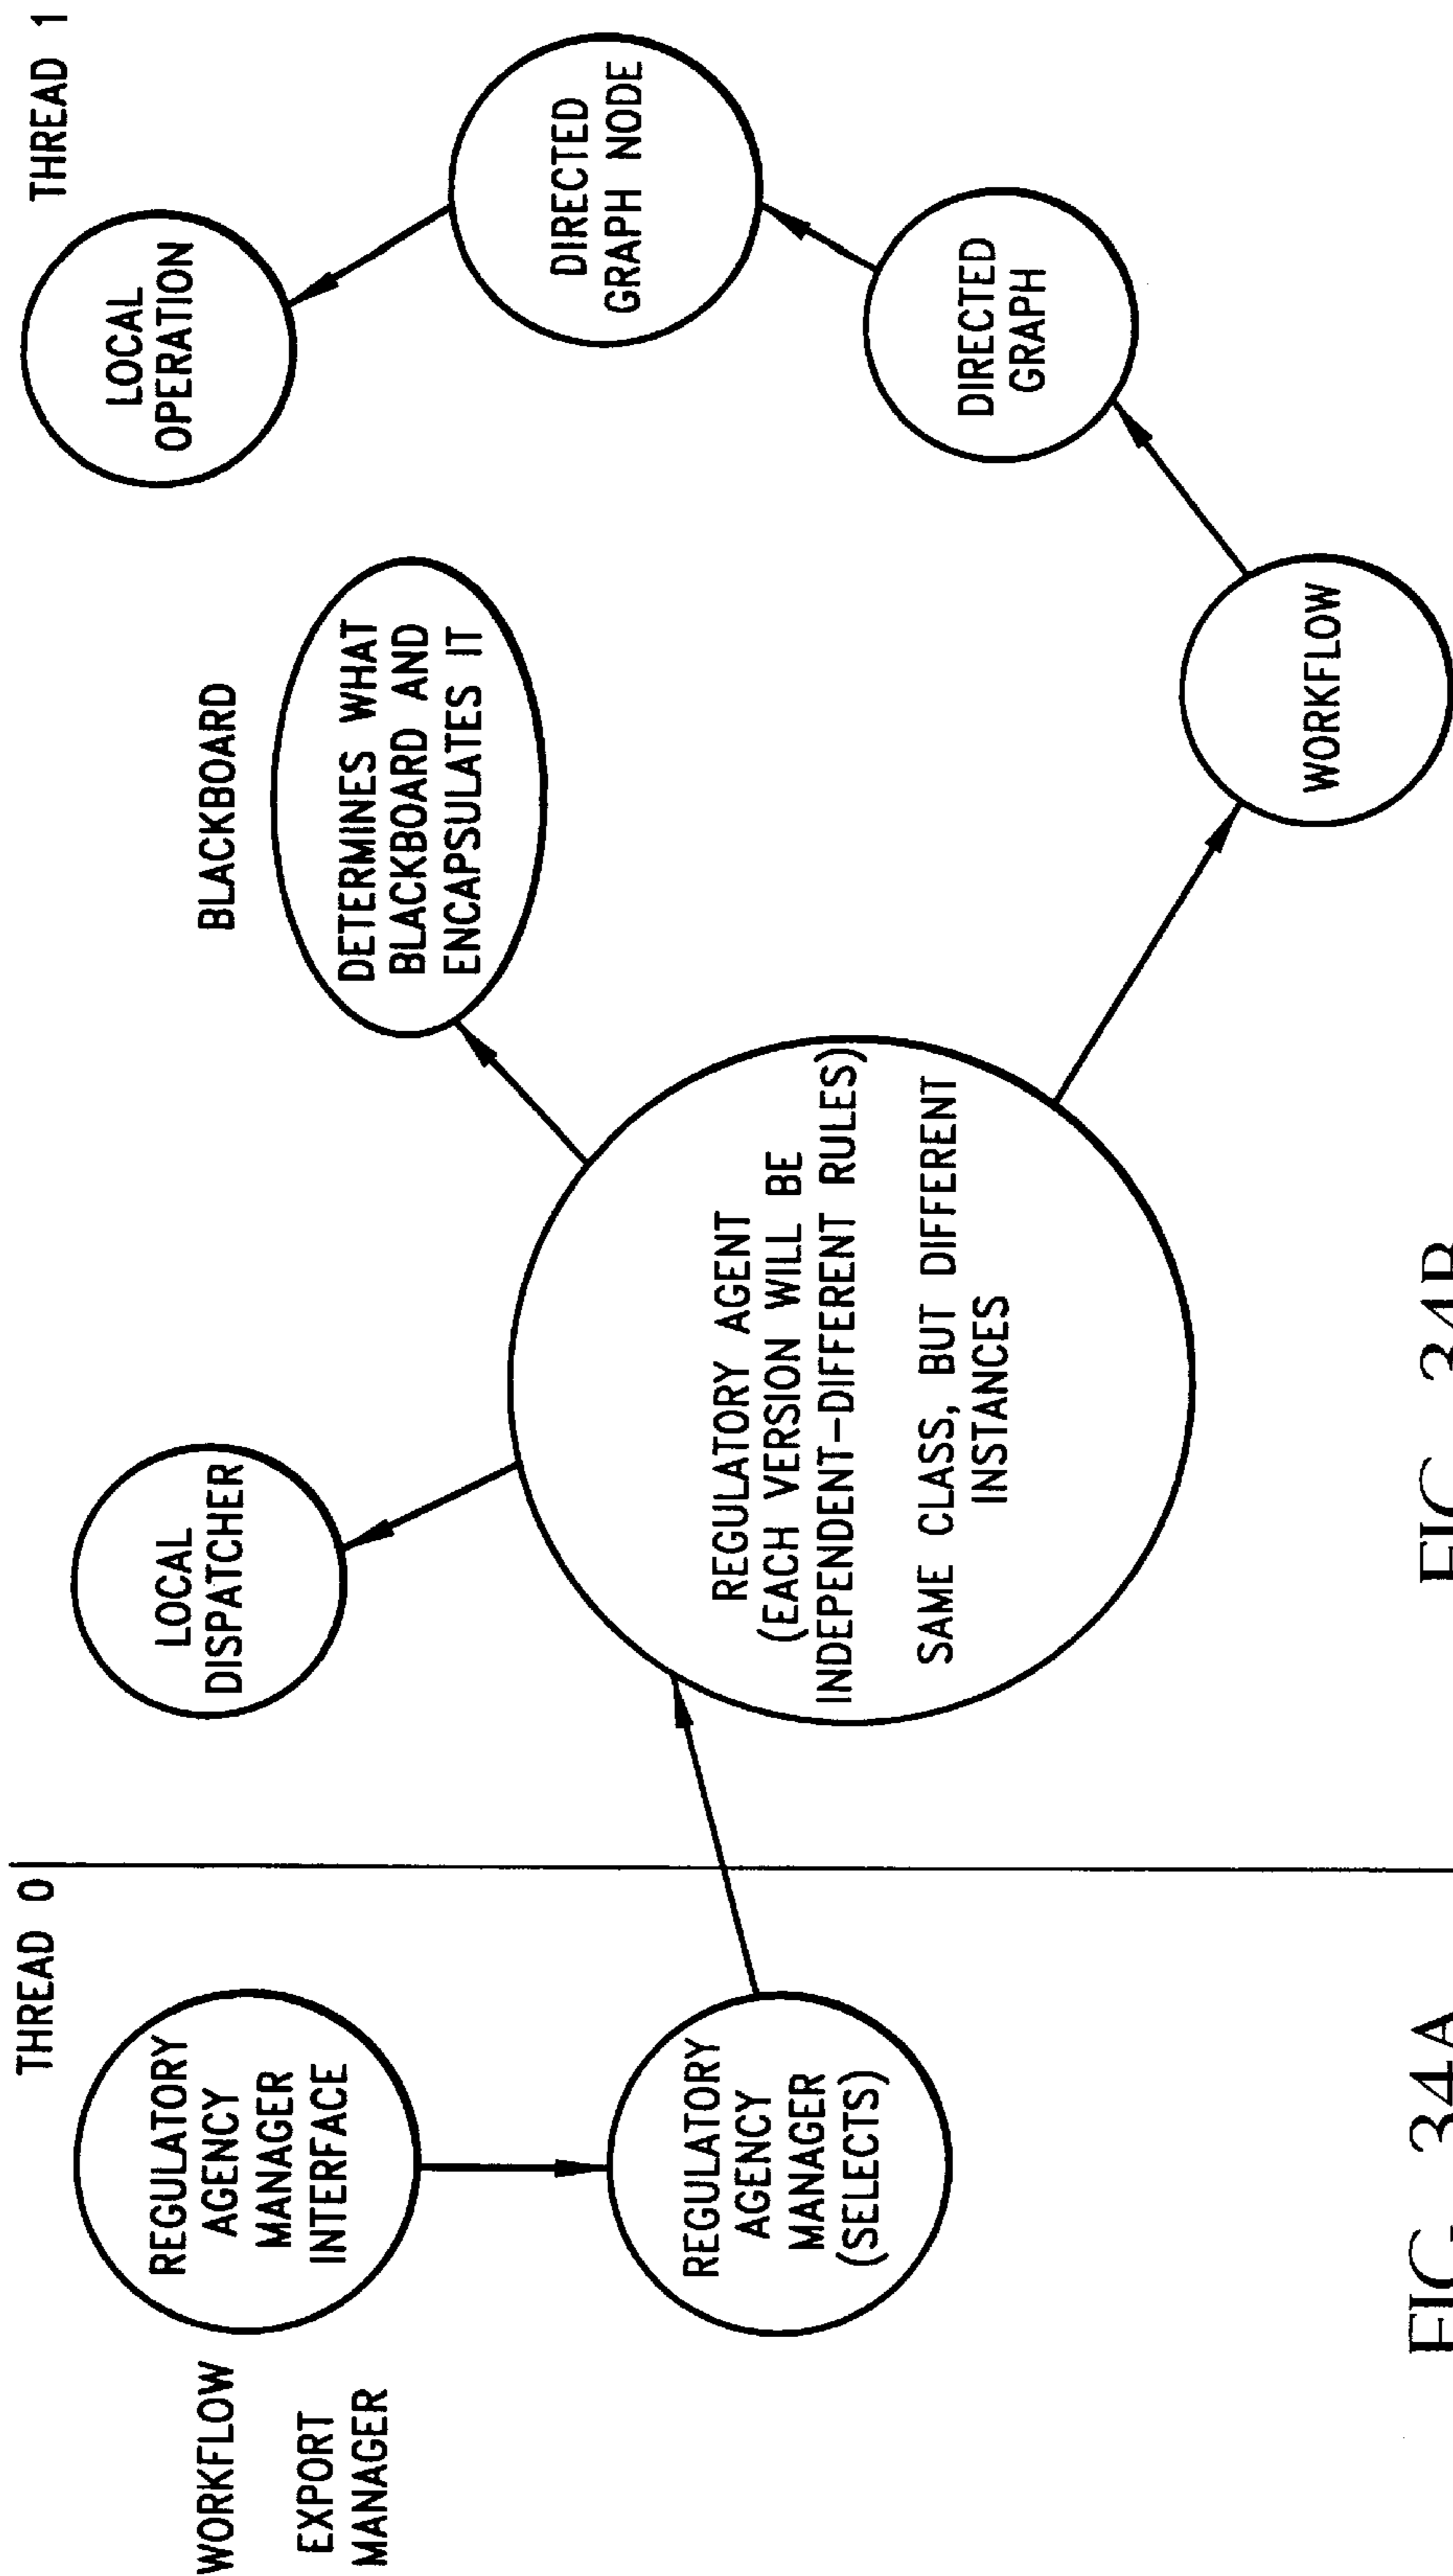 THREAD 0
WORKFLOW
EXPORT
MANAGER
REGULATORY
AGENCY
MANAGER
INTERFACE
REGULATORY
AGENCY
MANAGER
(SELECTS)
FIG. 34A
THREAD 1
LOCAL
DISPATCHER
REGULATORY AGENT
(EACH VERSION WILL BE
INDEPENDENT-DIFFERENT RULES)
SAME CLASS, BUT DIFFERENT
INSTANCES
BLACKBOARD
DETERMINES WHAT
BLACKBOARD AND
ENCAPSULATES IT
WORKFLOW
DIRECTED
GRAPH
DIRECTED
GRAPH NODE
LOCAL
OPERATION
FIG. 34B